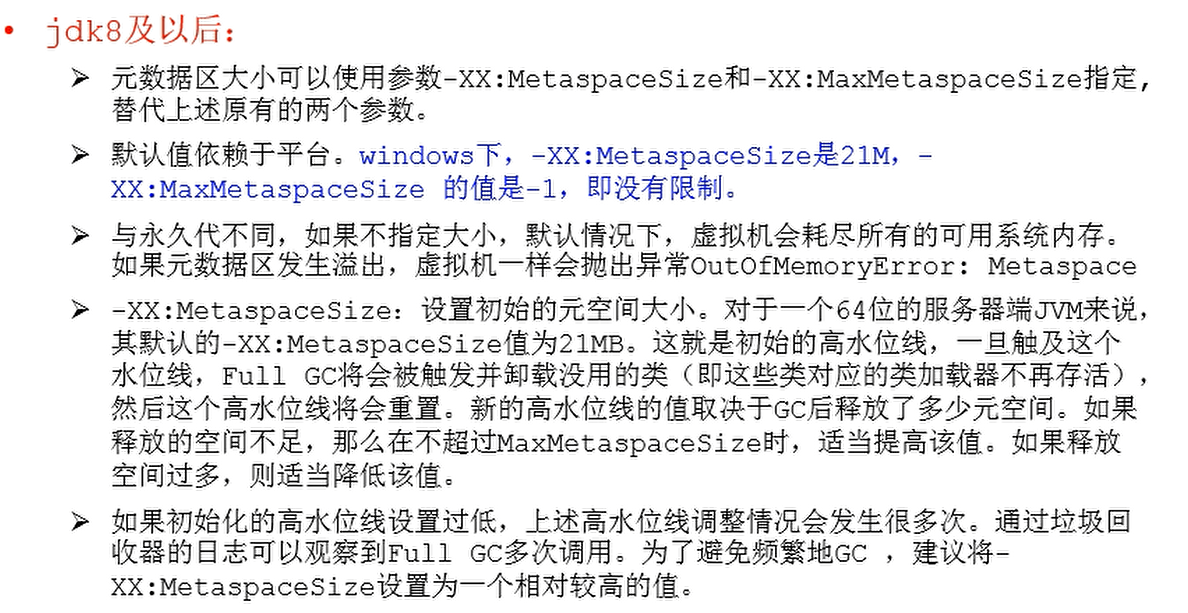 • jdk8及以后：
➢ 元数据区大小可以使用参数-XX:MetaspaceSize和-XX:MaxMetaspaceSize指定，
替代上述原有的两个参数。
➢ 默认值依赖于平台。windows下，-XX:MetaspaceSize是21M，-
XX:MaxMetaspaceSize 的值是-1，即没有限制。
➢ 与永久代不同，如果不指定大小，默认情况下，虚拟机会耗尽所有的可用系统内存。
如果元数据区发生溢出，虚拟机一样会抛出异常OutOfMemoryError: Metaspace
➢ -XX:MetaspaceSize：设置初始的元空间大小。对于一个64位的服务器端JVM来说，
其默认的-XX:MetaspaceSize值为21MB。这就是初始的高水位线，一旦触及这个
水位线，Full GC将会被触发并卸载没用的类（即这些类对应的类加载器不再存活），
然后这个高水位线将会重置。新的高水位线的值取决于GC后释放了多少元空间。如果
释放的空间不足，那么在不超过MaxMetaspaceSize时，适当提高该值。如果释放
空间过多，则适当降低该值。
➢ 如果初始化的高水位线设置过低，上述高水位线调整情况会发生很多次。通过垃圾回
收器的日志可以观察到Full GC多次调用。为了避免频繁地GC ，建议将-
XX:MetaspaceSize设置为一个相对较高的值。